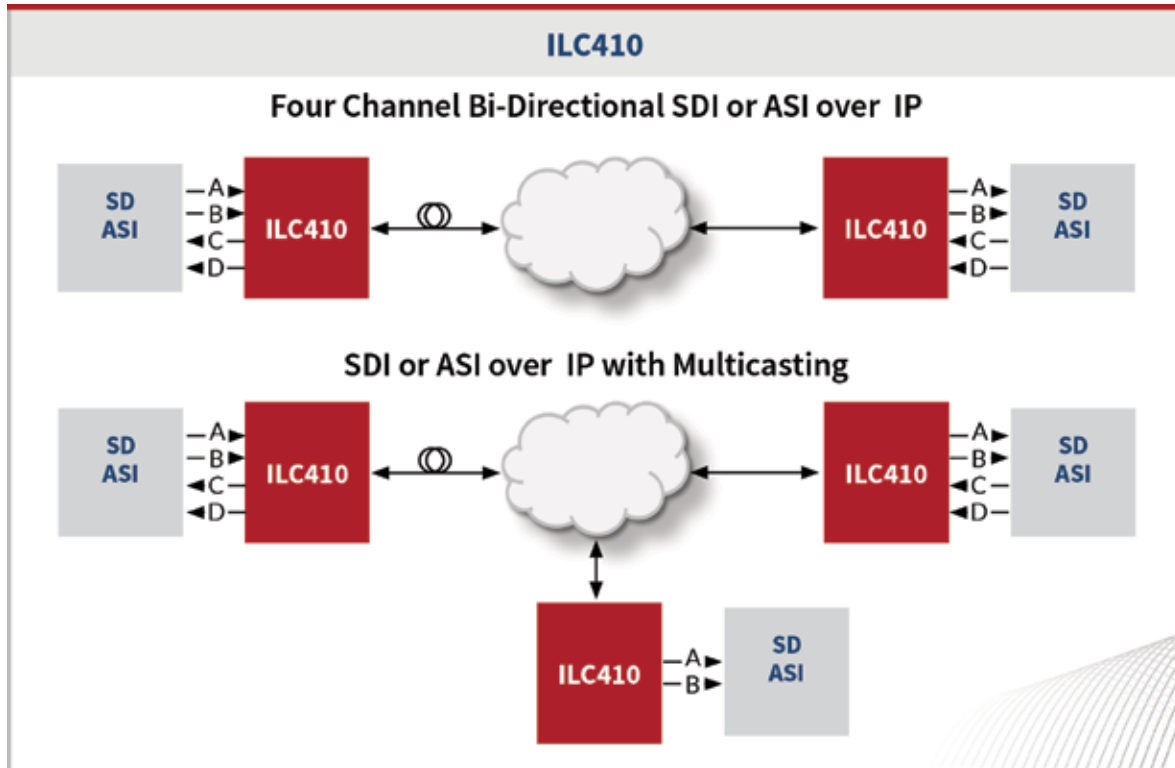 ILC410
Four Channel Bi-Directional SDI or ASI over IP
SD
ASI
A
B
C
D
ILC410
ILC410
A
B
C
D
SD
ASI
SDI or ASI over IP with Multicasting
SD
ASI
A
B
C
D
ILC410
ILC410
A
B
C
D
SD
ASI
ILC410
A
B
SD
ASI